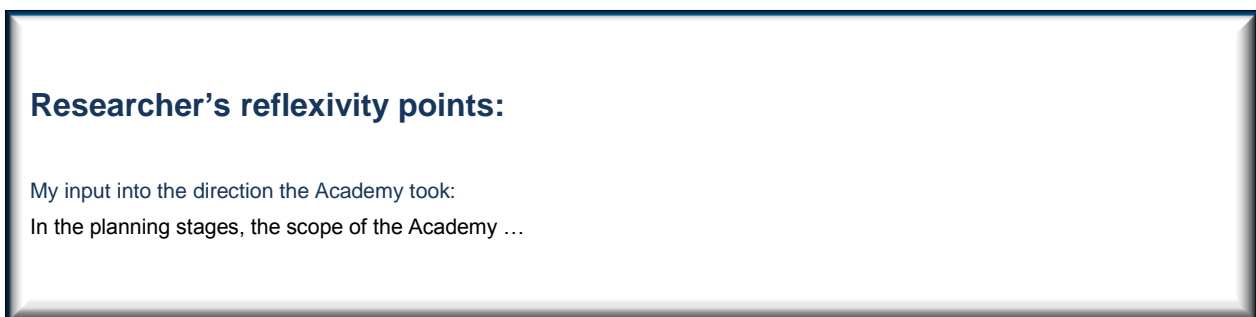 Researcher’s reflexivity points:
My input into the direction the Academy took:
In the planning stages, the scope of the Academy …